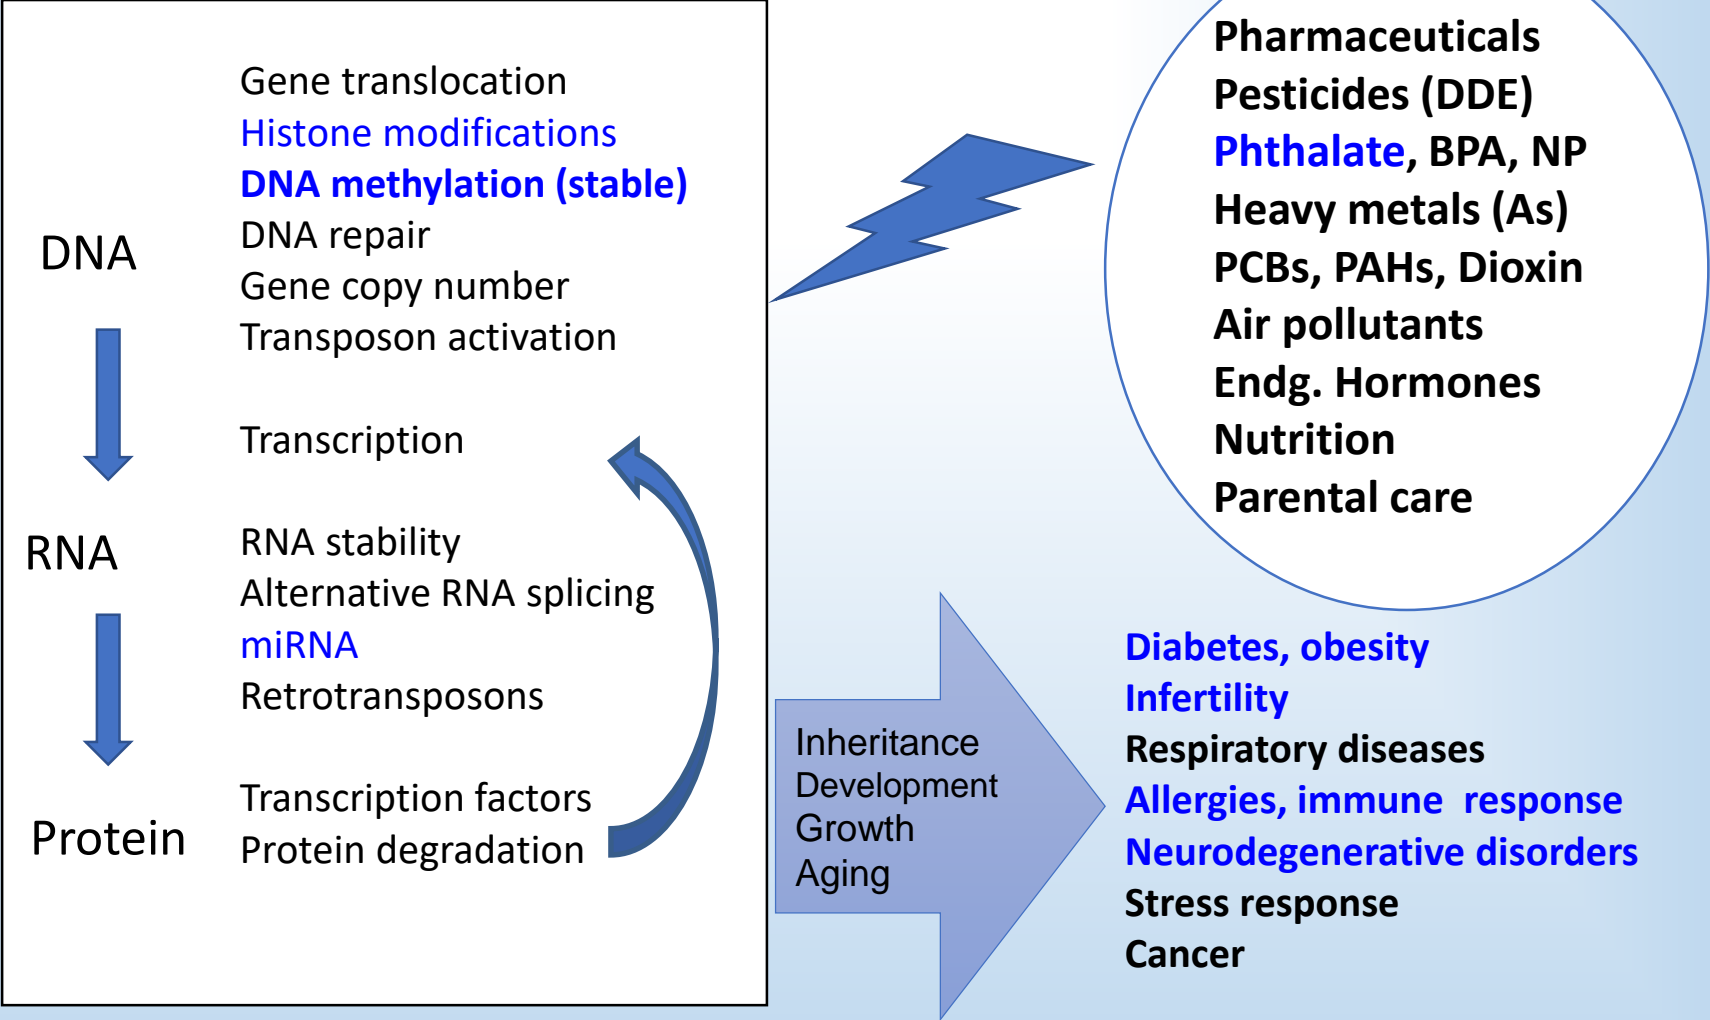 Gene translocation
Histone modifications
DNA methylation (stable)
DNA
DNA repair
Gene copy number
Transposon activation
Transcription
RNA
RNA stability
Alternative RNA splicing
miRNA
Retrotransposons
Protein
Transcription factors
Protein degradation
Pharmaceuticals
Pesticides (DDE)
Phthalate, BPA, NP
Heavy metals (As)
PCBs, PAHs, Dioxin
Air pollutants
Endg. Hormones
Nutrition
Parental care
Inheritance
Development
Growth
Aging
Diabetes, obesity
Infertility
Respiratory diseases
Allergies, immune  response
Neurodegenerative disorders
Stress response
Cancer